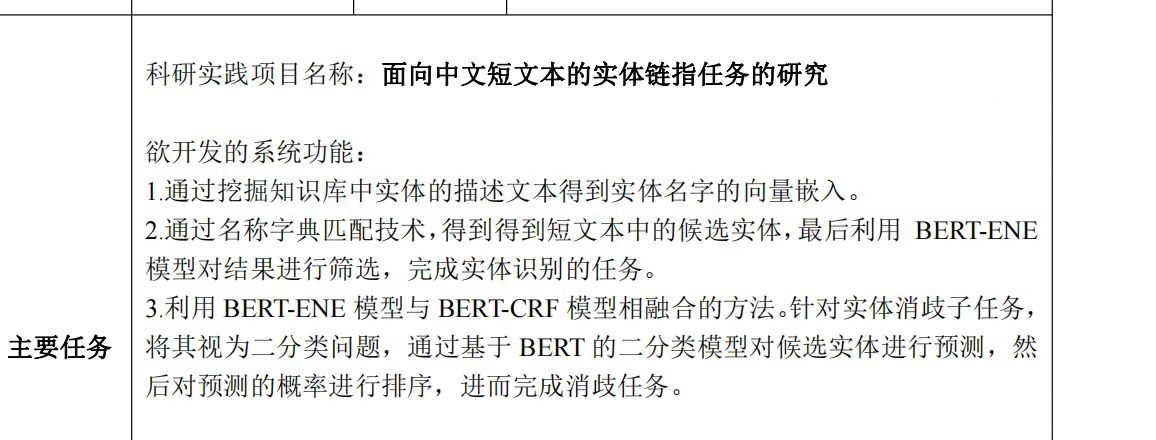 科研实践项目名称：面向中文短文本的实体链指任务的研究
欲开发的系统功能：
1.通过挖掘知识库中实体的描述文本得到实体名字的向量嵌入。
2.通过名称字典匹配技术，得到得到短文本中的候选实体，最后利用 BERT-ENE
模型对结果进行筛选，完成实体识别的任务。
3.利用 BERT-ENE 模型与 BERT-CRF 模型相融合的方法。针对实体消歧子任务，
主要任务
将其视为二分类问题，通过基于 BERT 的二分类模型对候选实体进行预测，然
后对预测的概率进行排序，进而完成消歧任务。